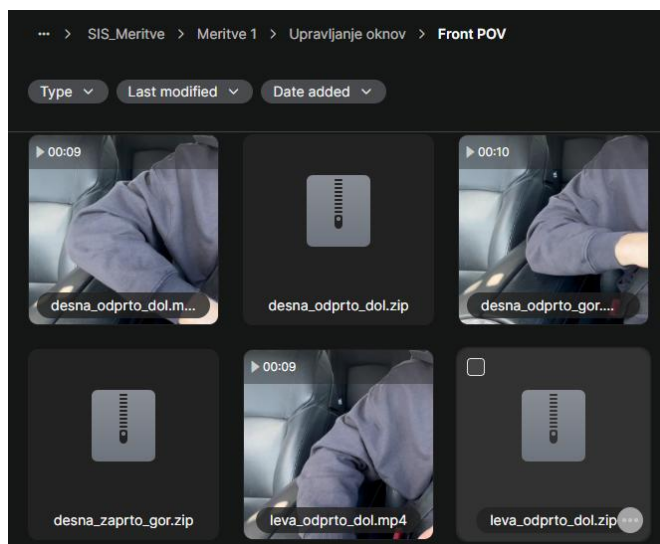 ... > SIS_Meritve > Meritve 1 > Upravljanje oknov > Front POV
Type Last modified Date added
00:09
00:10
desna_odprto_dol.m...
desna_odprto_dol.zip
desna_odprto_gor....
00:09
desna_zaprto_gor.zip
leva_odprto_dol.mp4
leva_odprto_dol.zip